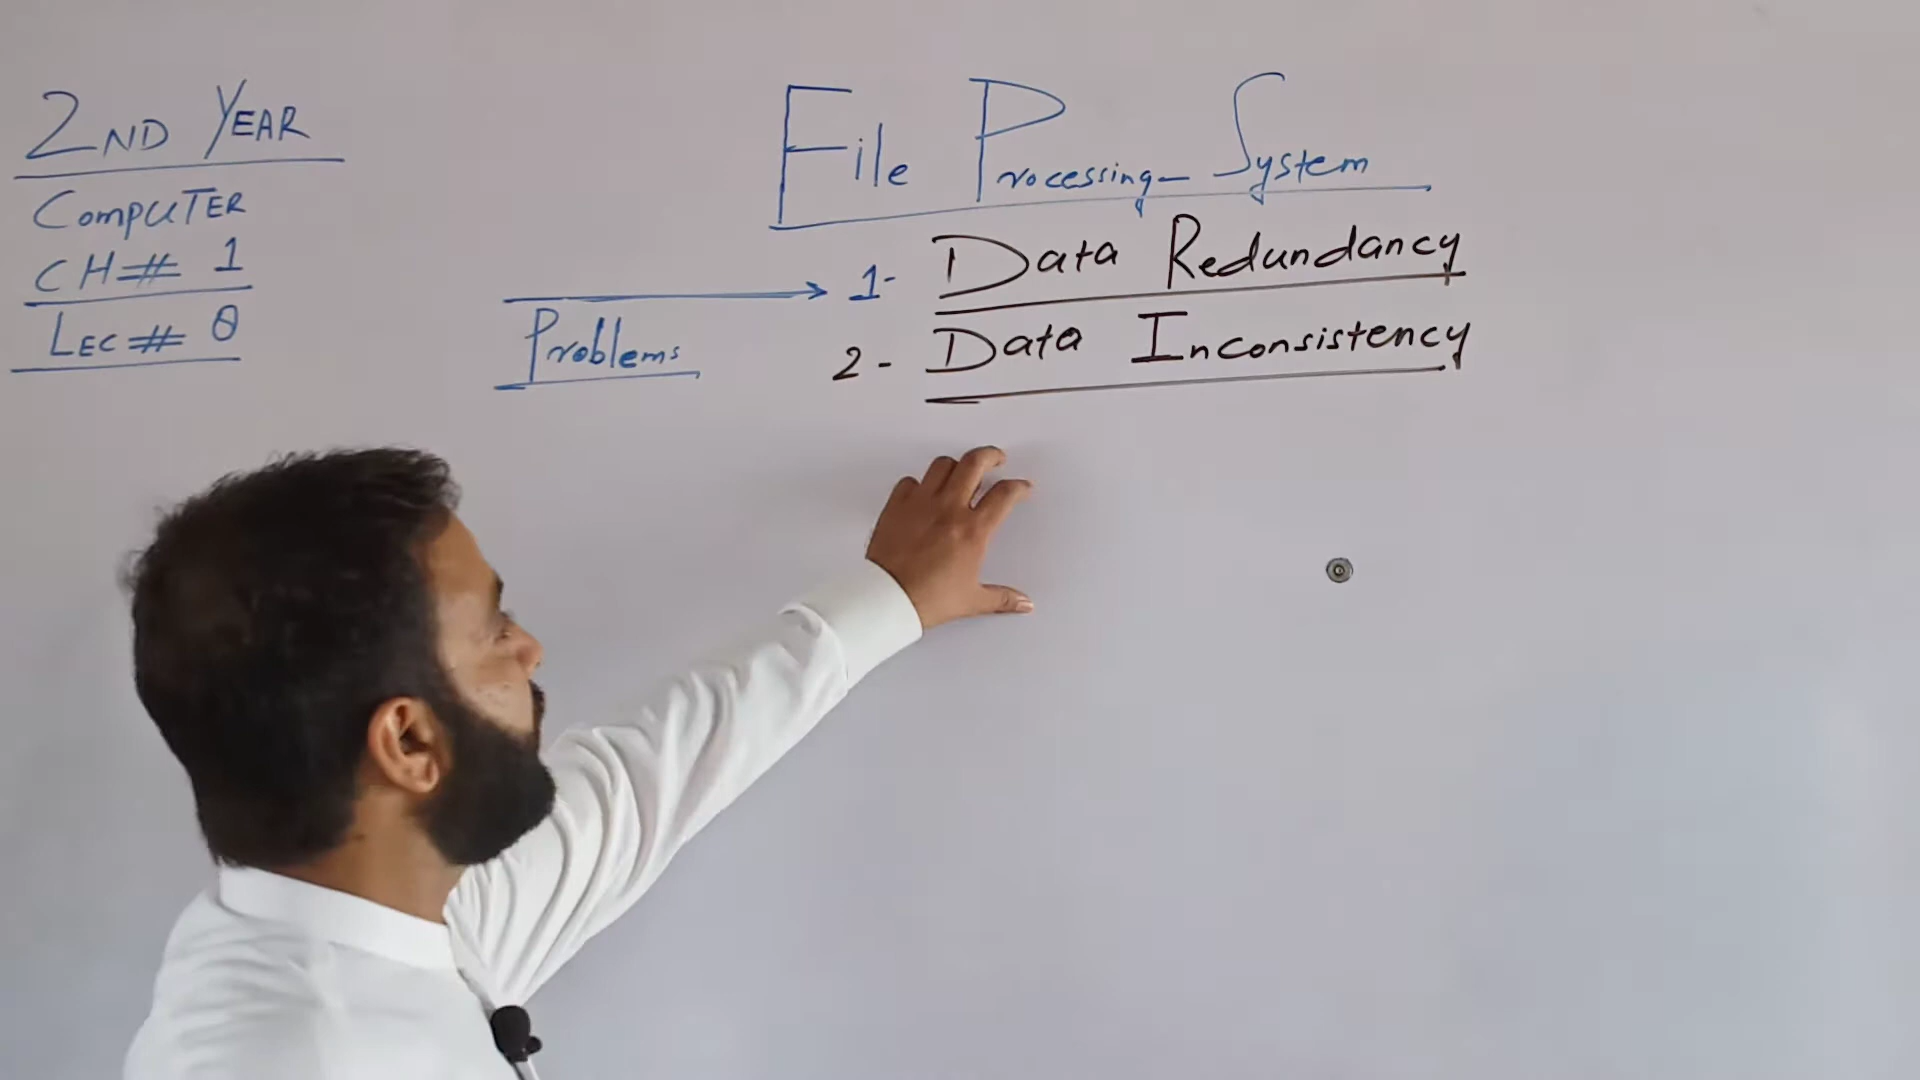 2ND YEAR
COMPUTER
CH# 1
LEC# 8
File Processing System
Problems
1- Data Redundancy
2- Data Inconsistency